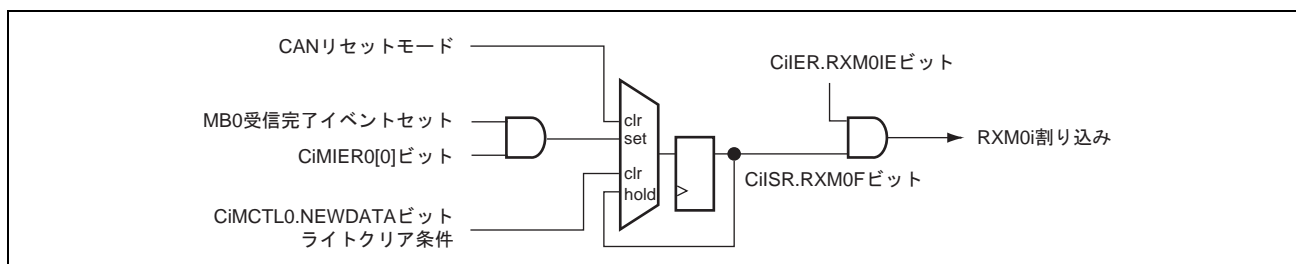 CANリセットモード
CiIER.RXM0IEビット
MB0受信完了イベントセット
CiMIER0[0]ビット
clr
set
clr
hold
RXM0i割り込み
CiISR.RXM0Fビット
CiMCTL0.NEWDATAビット
ライトクリア条件